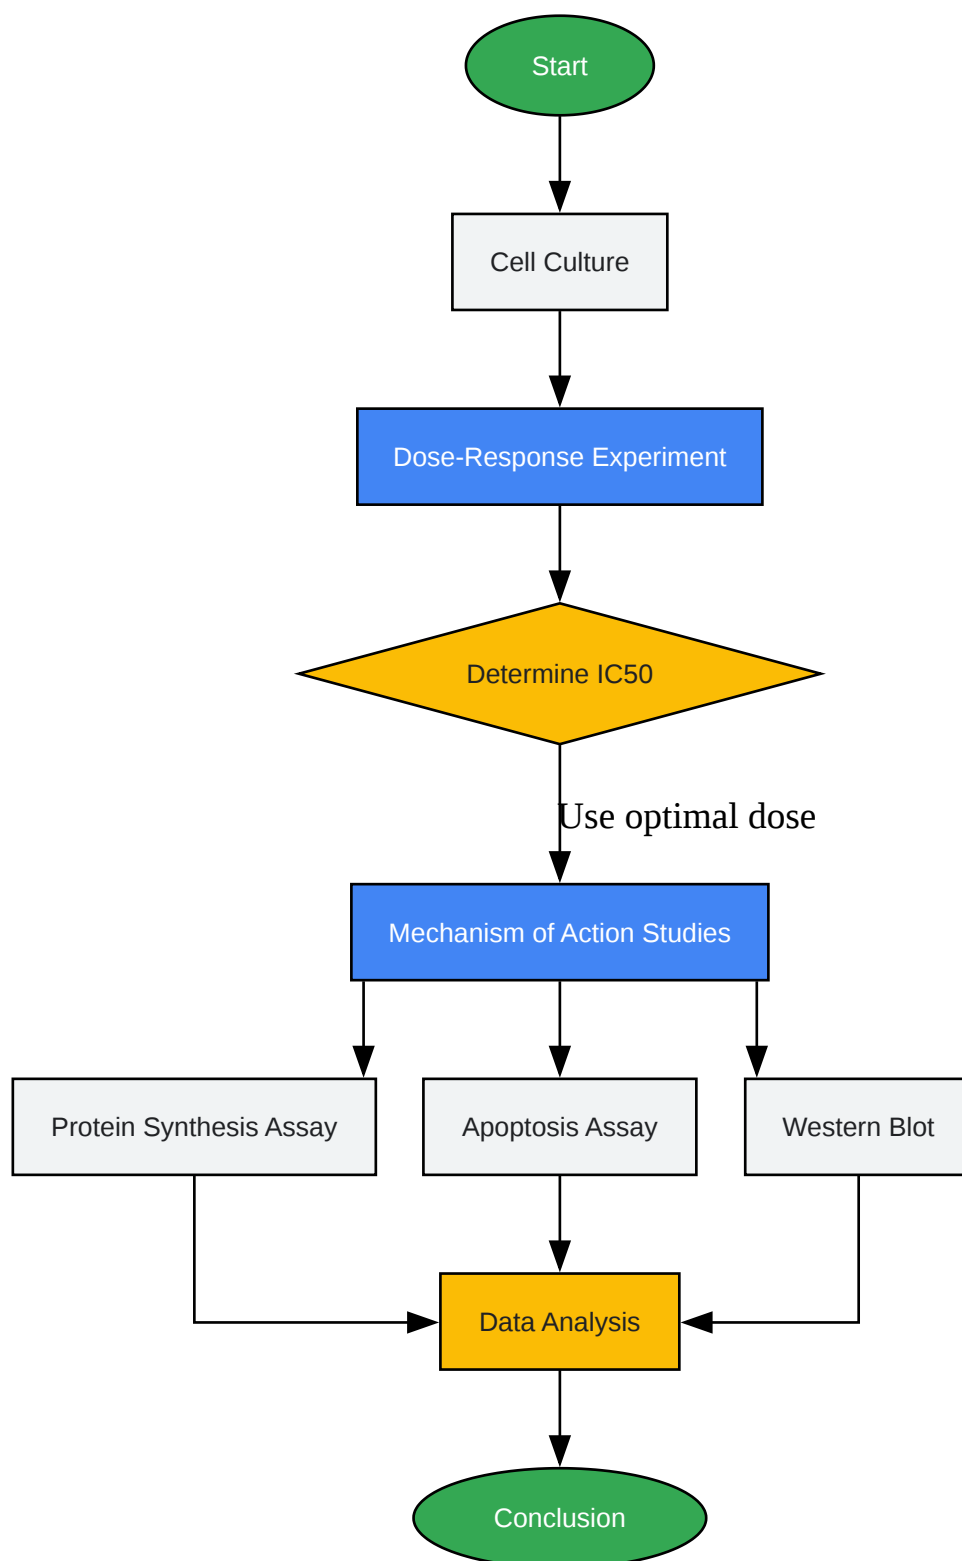 Start
Cell Culture
Dose-Response Experiment
Determine IC50
Use optimal dose
Mechanism of Action Studies
Protein Synthesis Assay
Apoptosis Assay
Western Blot
Data Analysis
Conclusion